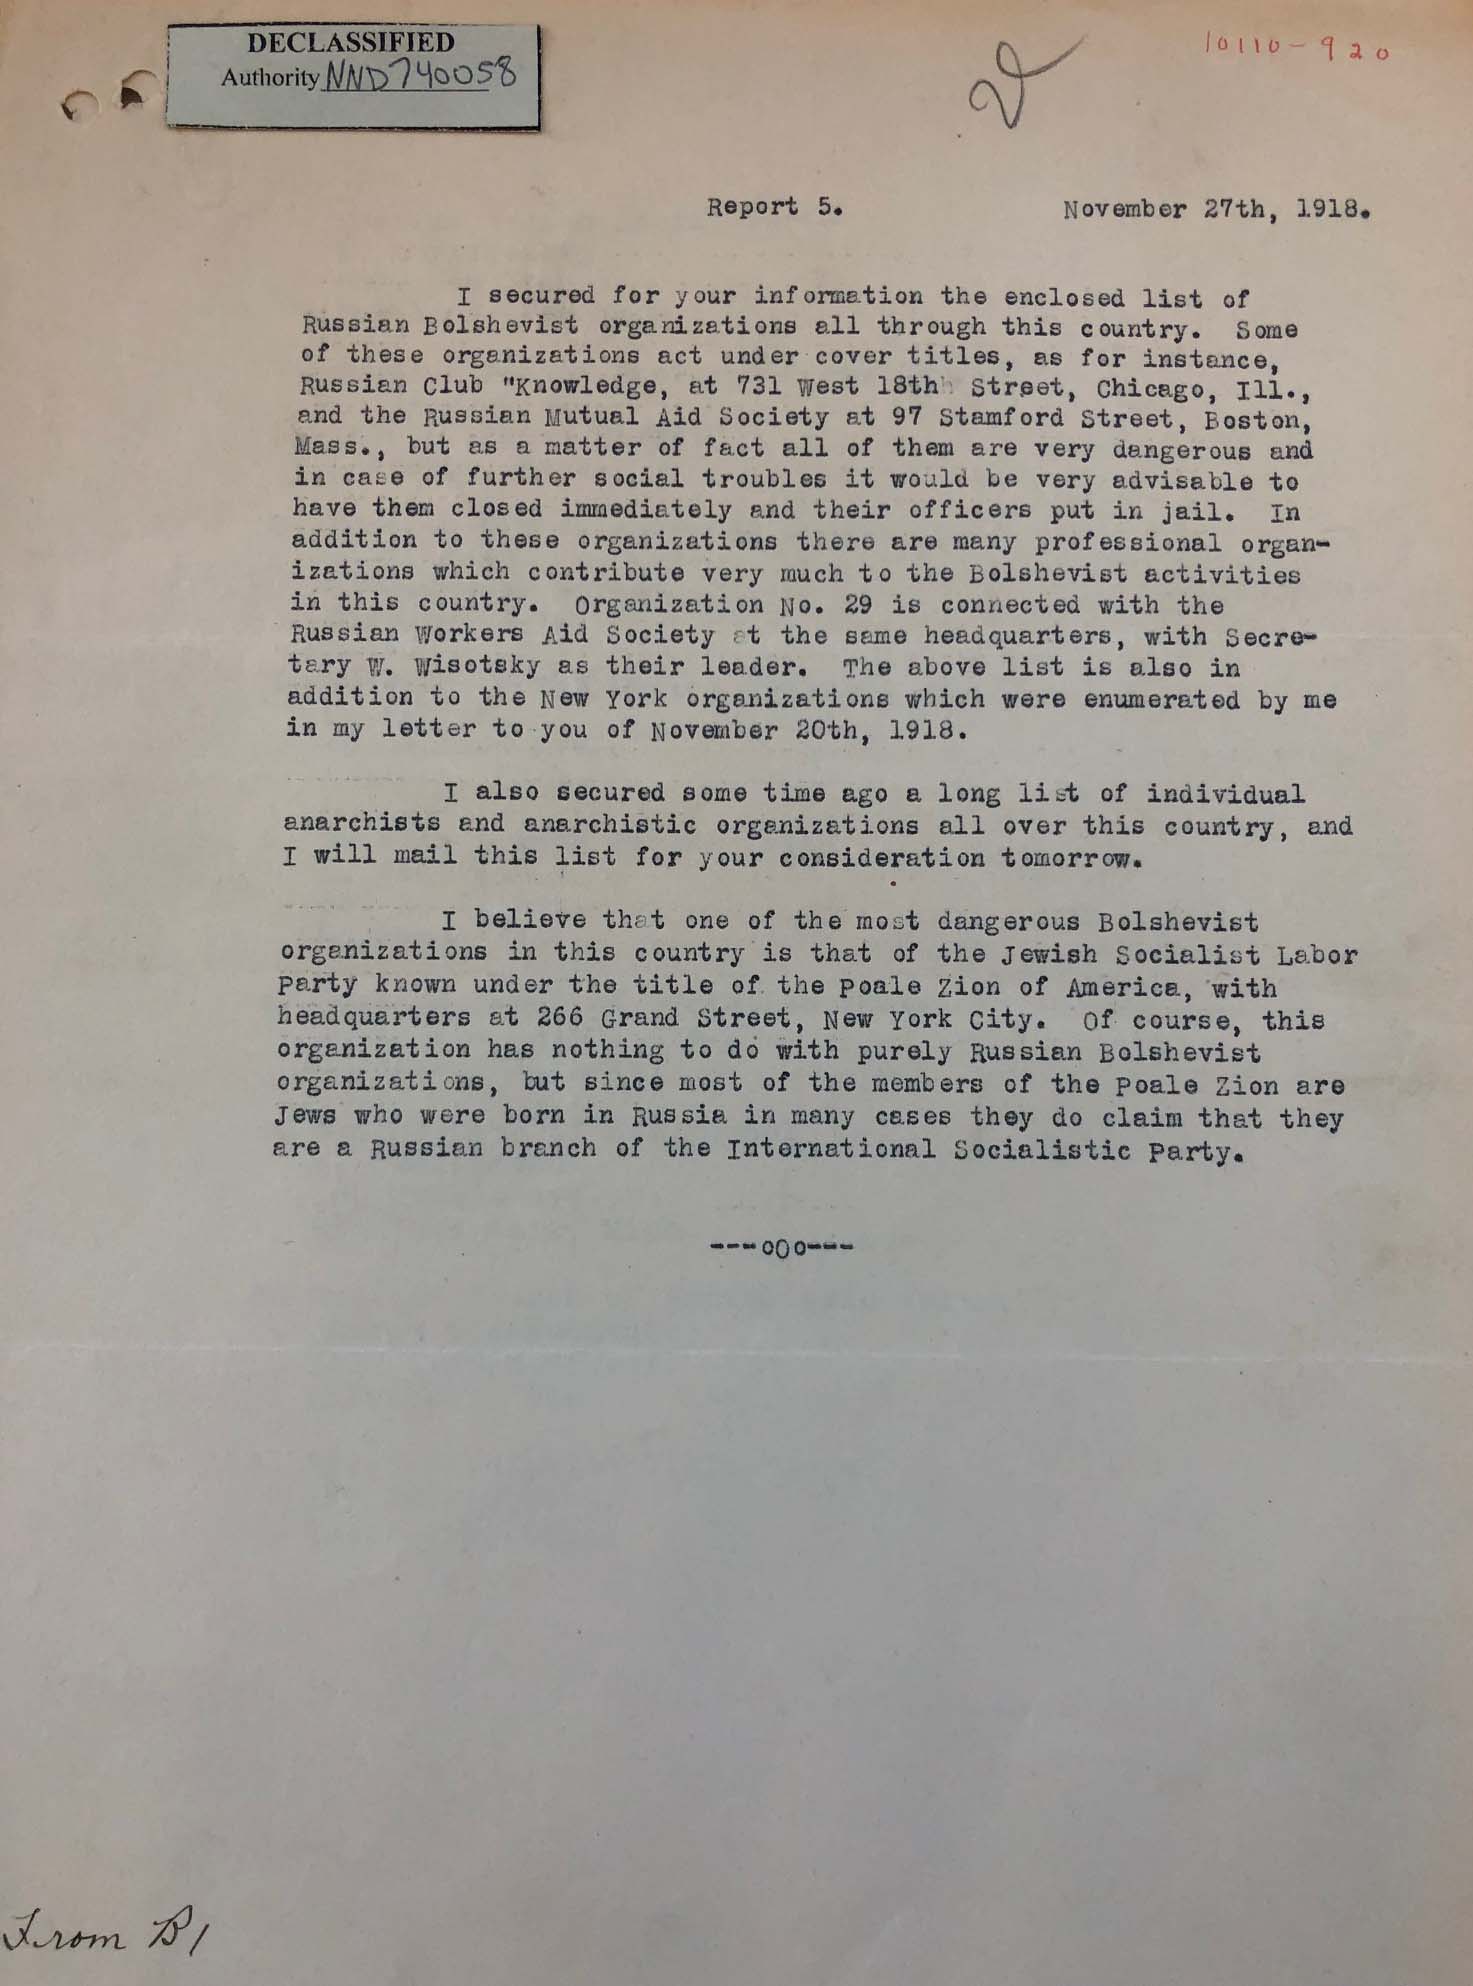 DECLASSIFIED
Authority NND740058
10110-920
Report 5. November 27th, 1918.
I secured for your information the enclosed list of
Russian Bolshevist organizations all through this country. Some
of these organizations act under cover titles, as for instance,
Russian Club "Knowledge, at 731 West 18th Street, Chicago, Ill.,
and the Russian Mutual Aid Society at 97 Stamford Street, Boston,
Mass., but as a matter of fact all of them are very dangerous and
in case of further social troubles it would be very advisable to
have them closed immediately and their officers put in jail. In
addition to these organizations there are many professional organ-
izations which contribute very much to the Bolshevist activities
in this country. Organization No. 29 is connected with the
Russian Workers Aid Society at the same headquarters, with Secre-
tary W. Wisotsky as their leader. The above list is also in
addition to the New York organizations which were enumerated by me
in my letter to you of November 20th, 1918.
I also secured some time ago a long list of individual
anarchists and anarchistic organizations all over this country, and
I will mail this list for your consideration tomorrow.
I believe that one of the most dangerous Bolshevist
organizations in this country is that of the Jewish Socialist Labor
Party known under the title of the Poale Zion of America, with
headquarters at 266 Grand Street, New York City. Of course, this
organization has nothing to do with purely Russian Bolshevist
organizations, but since most of the members of the Poale Zion are
Jews who were born in Russia in many cases they do claim that they
are a Russian branch of the International Socialistic Party.
---oOo---
From B1